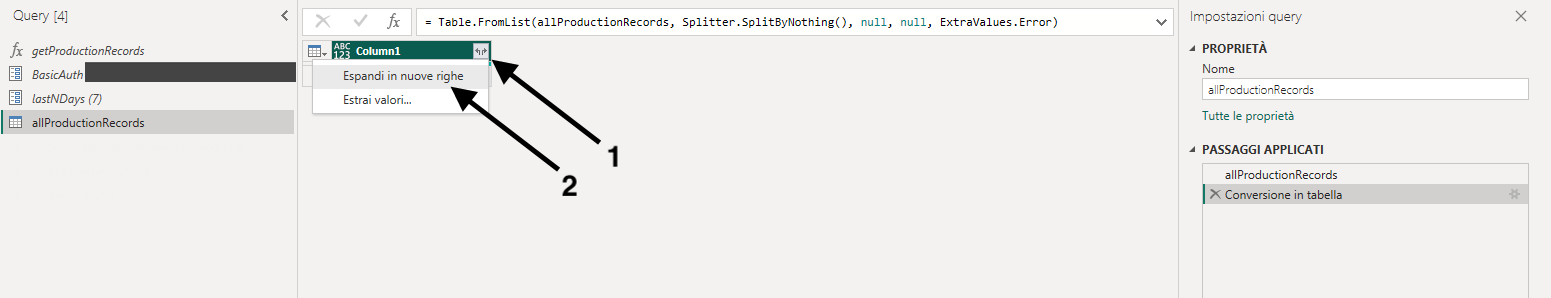 Query [4]
fx getProductionRecords
BasicAuth
lastNDays (7)
allProductionRecords
fx
= Table.FromList(allProductionRecords, Splitter.SplitByNothing(), null, null, ExtraValues.Error)
ABC
123
Column1
Espandi in nuove righe
Estrai valori...
1
2
Impostazioni query
PROPRIETÀ
Nome
allProductionRecords
Tutte le proprietà
PASSAGGI APPLICATI
allProductionRecords
Conversione in tabella